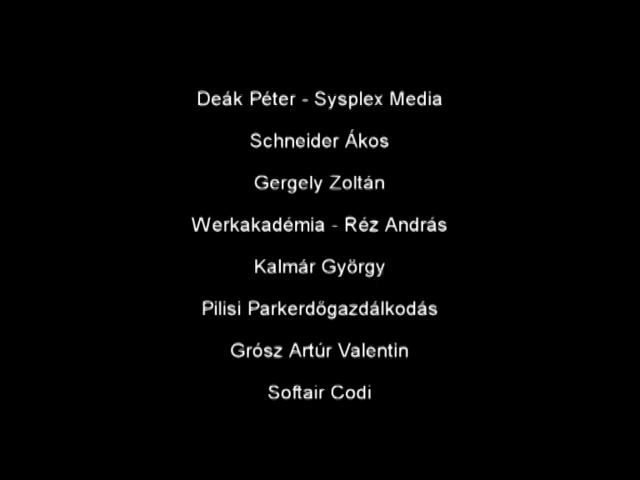 Deák Péter - Sysplex Media
Schneider Ákos
Gergely Zoltán
Werkakadémia - Réz András
Kalmár György
Pilisi Parkerdőgazdálkodás
Grósz Artúr Valentin
Softair Codi